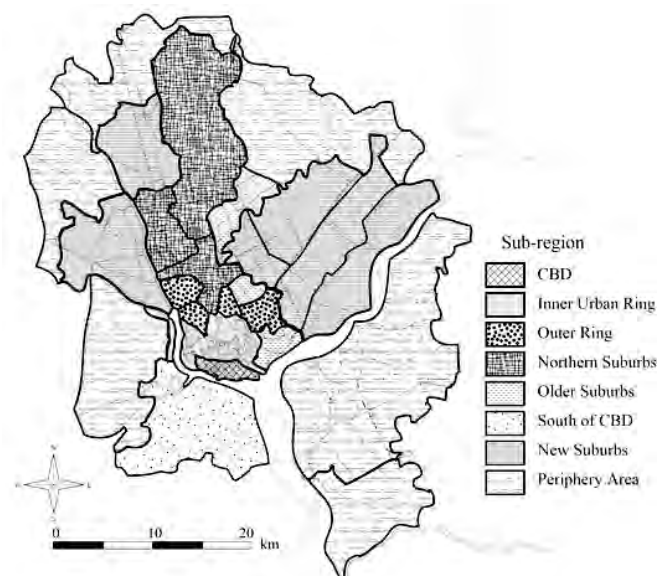 Sub-region
CBD
Inner Urban Ring
Outer Ring
Northern Suburbs
Older Suburbs
South of CBD
New Suburbs
Periphery Area
N
0 10 20
km